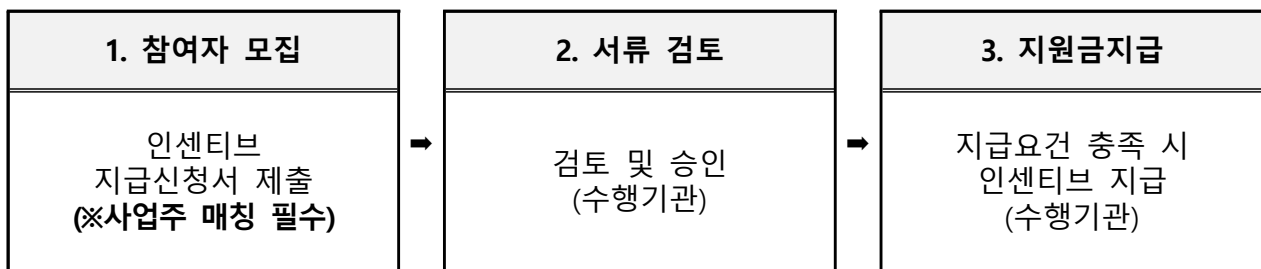 1. 참여자 모집
인센티브
지급신청서 제출
(※사업주 매칭 필수)
➡
2. 서류 검토
검토 및 승인
(수행기관)
➡
3. 지원금지급
지급요건 충족 시
인센티브 지급
(수행기관)